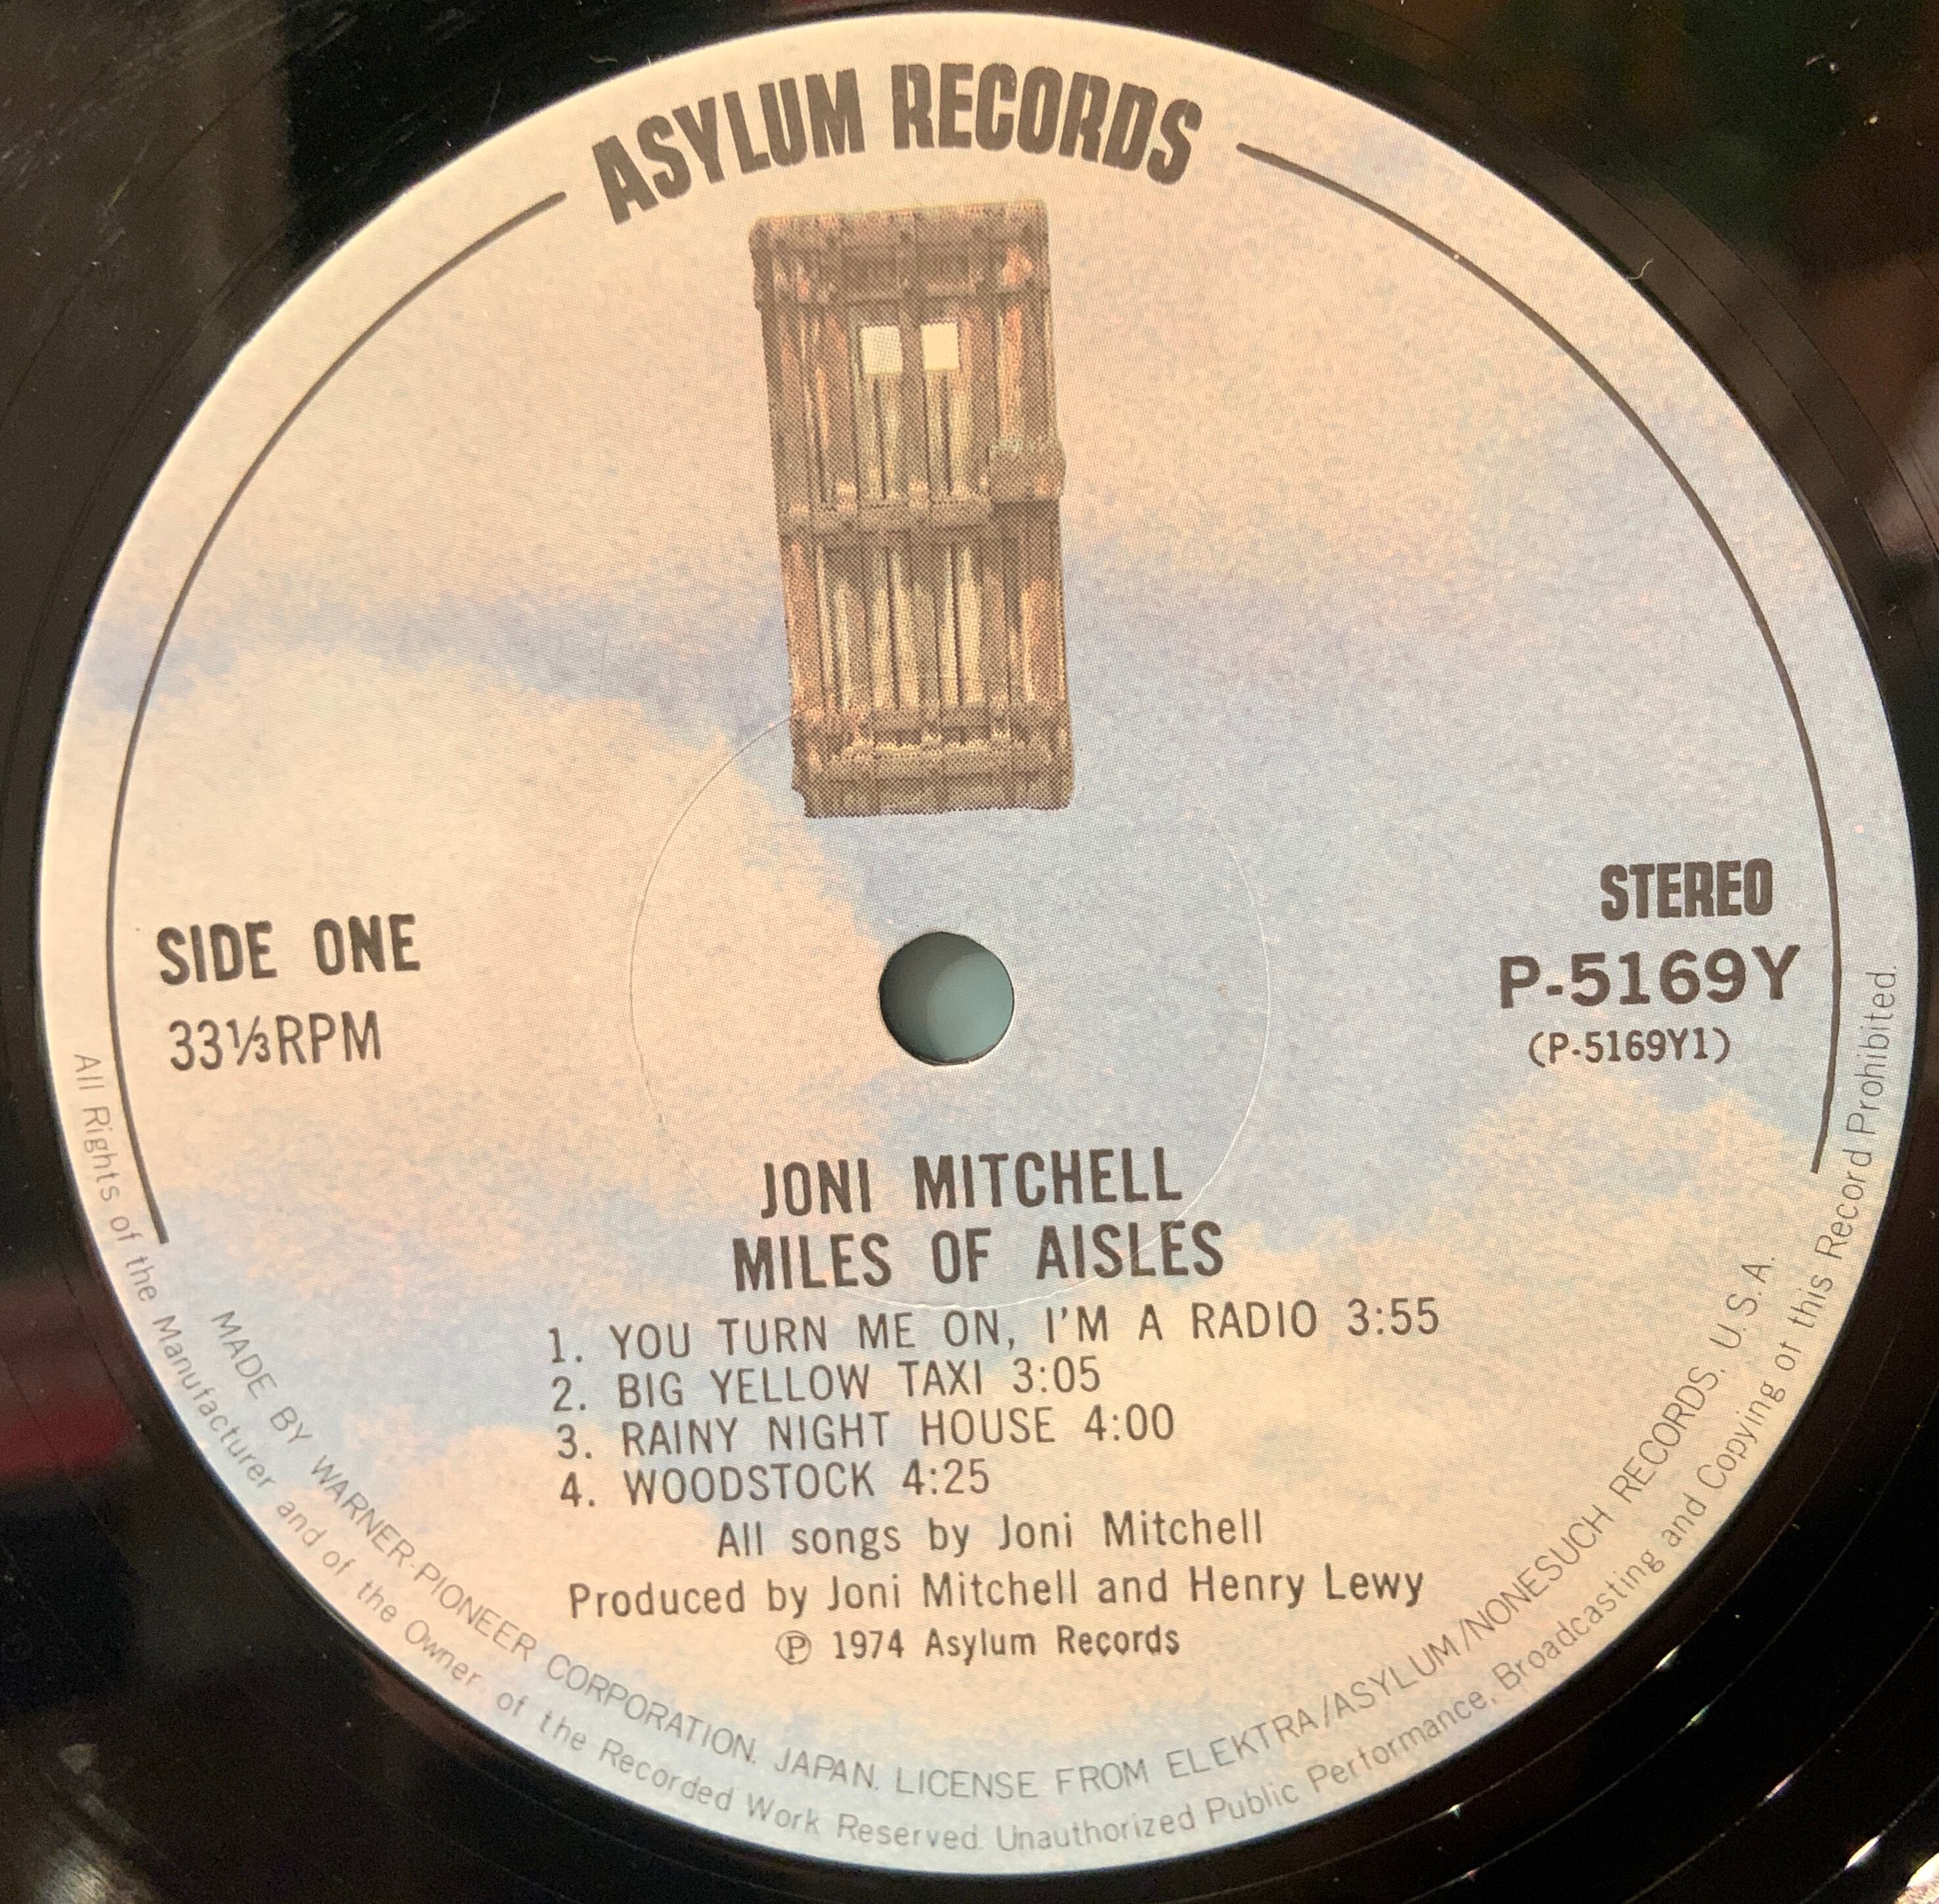 ASYLUM RECORDS
SIDE ONE
33⅓RPM
STEREO
P-5169Y
(P-5169Y1)
JONI MITCHELL
MILES OF AISLES
1. YOU TURN ME ON, I'M A RADIO 3:55
2. BIG YELLOW TAXI 3:05
3. RAINY NIGHT HOUSE 4:00
4. WOODSTOCK 4:25
All songs by Joni Mitchell
Produced by Joni Mitchell and Henry Lewy
Ⓟ 1974 Asylum Records
MADE BY WARNER-PIONEER CORPORATION. JAPAN. LICENSE FROM ELEKTRA/ASYLUM/NONESUCH RECORDS, U.S.A.
All Rights of the Manufacturer and of the Owner of the Recorded Work Reserved. Unauthorized Public Performance, Broadcasting and Copying of this Record Prohibited.